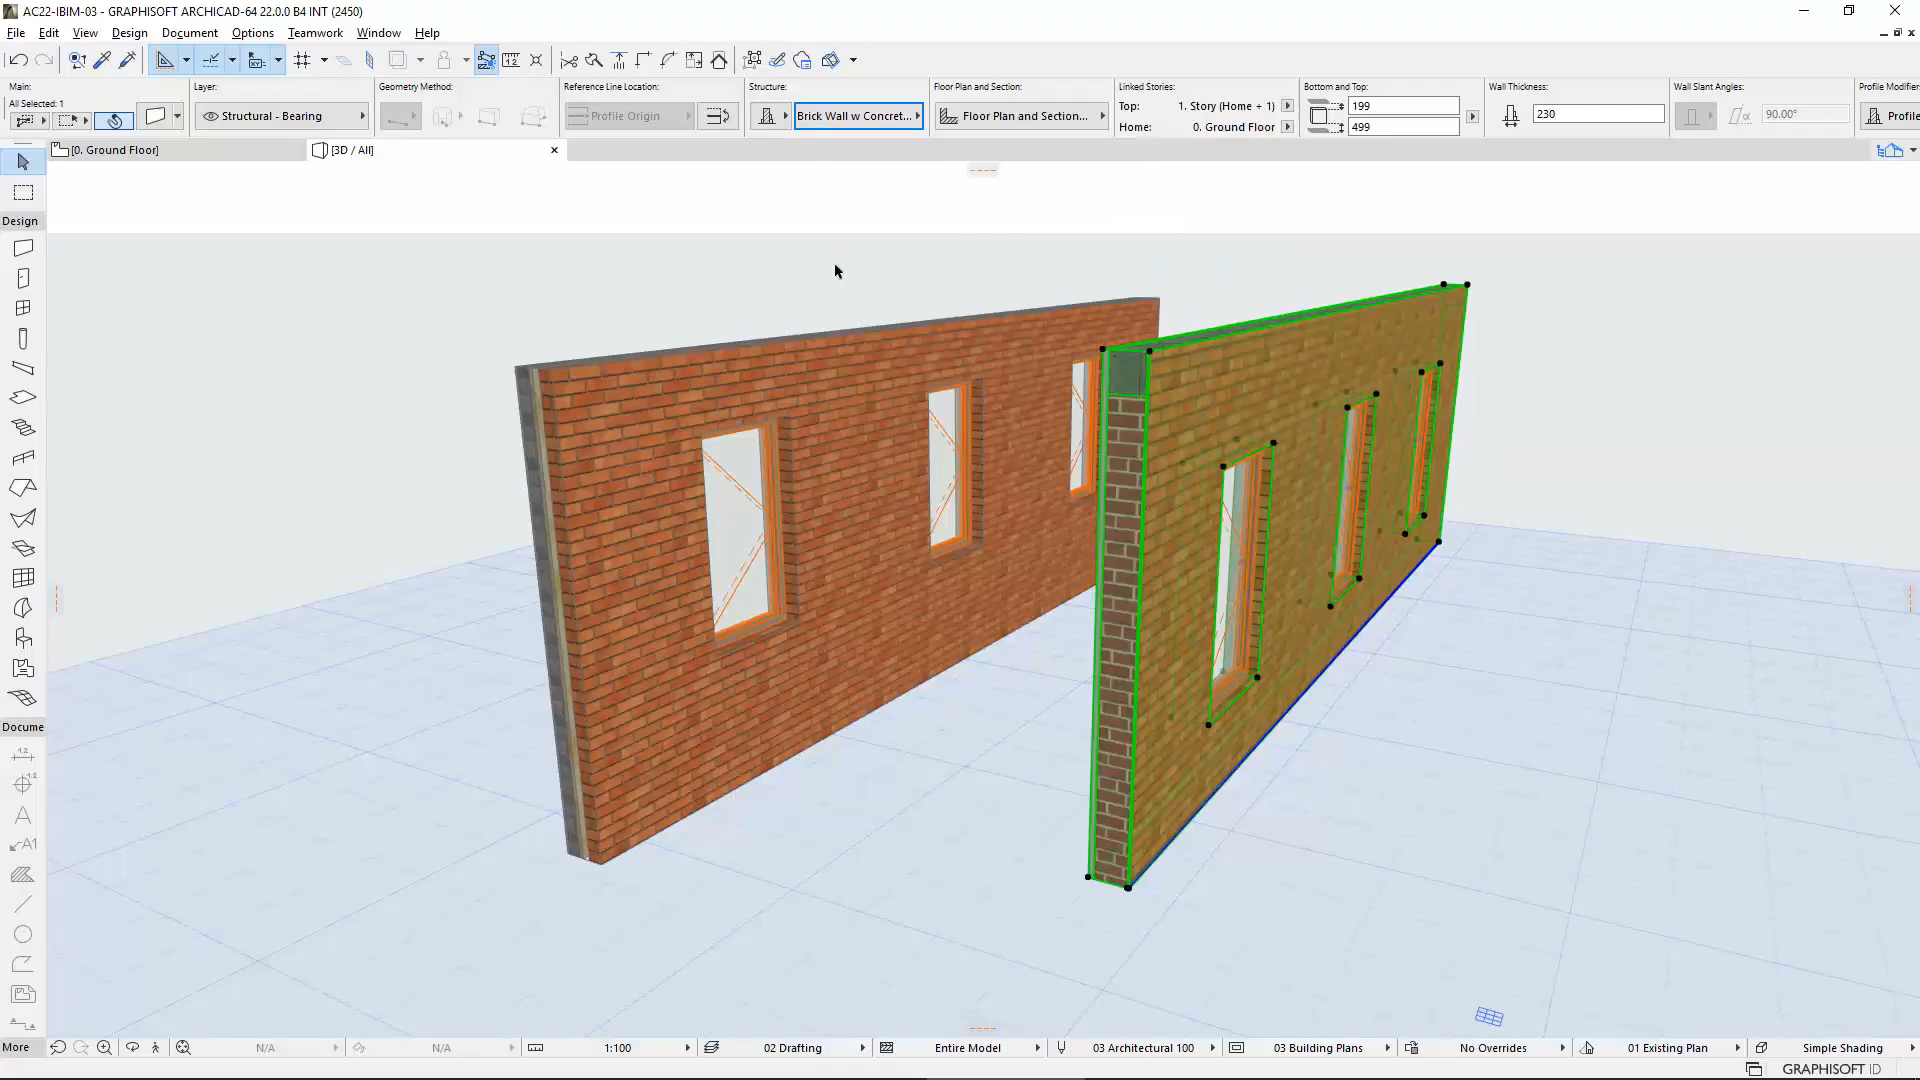 AC22-IBIM-03 - GRAPHISOFT ARCHICAD-64 22.0.0 B4 INT (2450)
File Edit View Design Document Options Teamwork Window Help
Main: Layer: Geometry Method: Reference Line Location: Structure: Floor Plan and Section: Linked Stories: Bottom and Top: Wall Thickness: Wall Slant Angles: Profile Modifier
All Selected: 1
Structural - Bearing
Profile Origin
Brick Wall w Concret...
Floor Plan and Section...
Top: 1. Story (Home + 1)
Home: 0. Ground Floor
199
499
230
90.00°
Profile
[0. Ground Floor]
[3D / All]
Design
Docume
1.2
1.2
A
A1
More
N/A
N/A
1:100
02 Drafting
Entire Model
03 Architectural 100
03 Building Plans
No Overrides
01 Existing Plan
Simple Shading
GRAPHISOFT ID